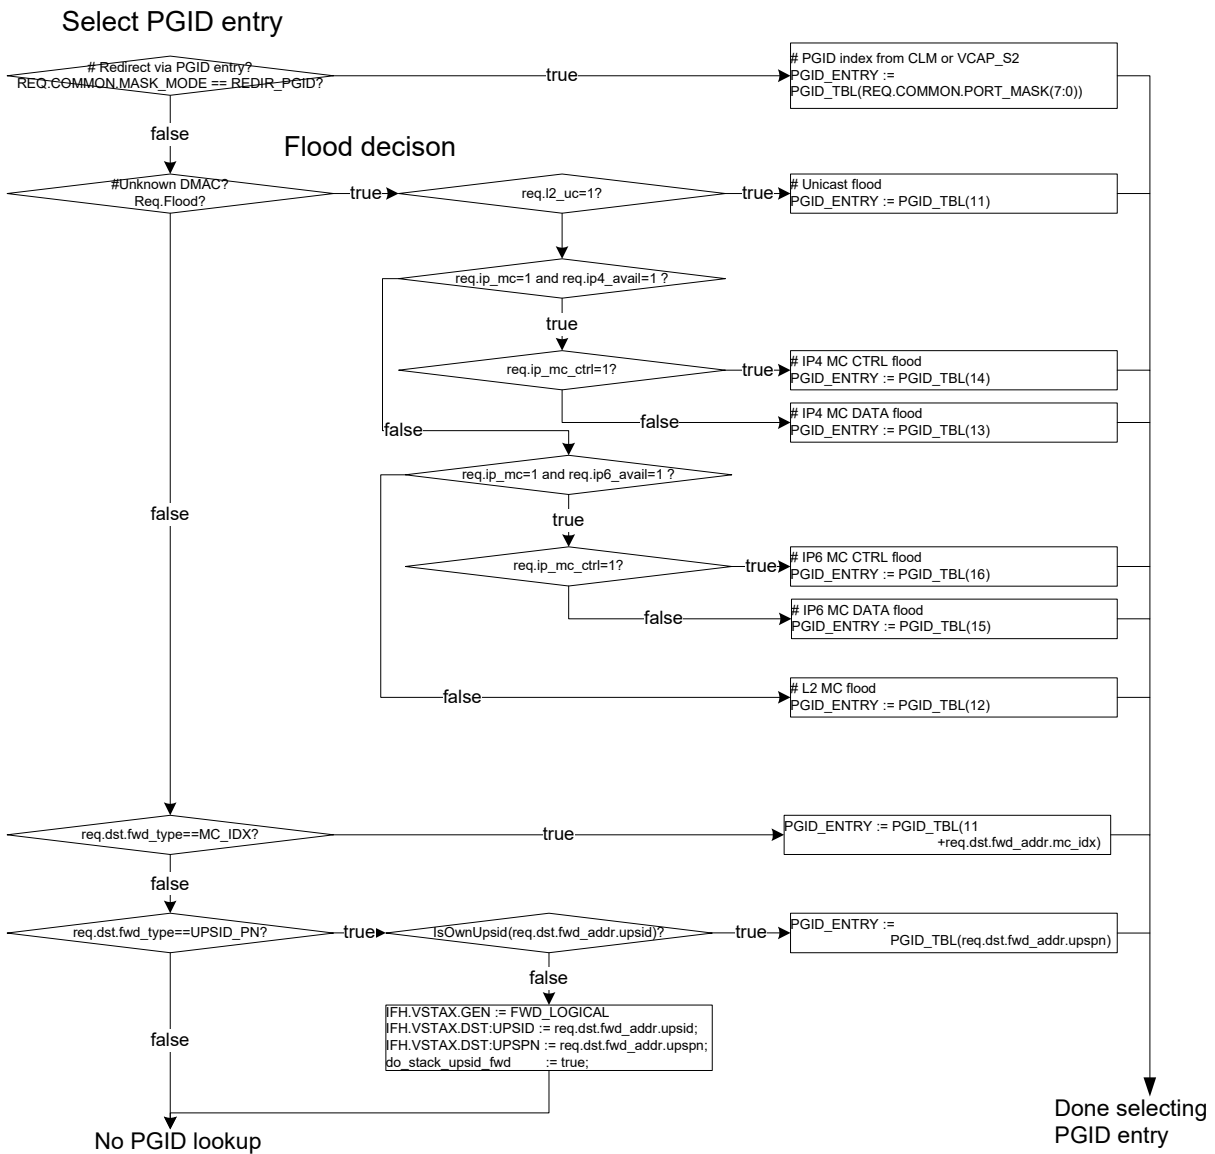 Select PGID entry
# Redirect via PGID entry?
REQ.COMMON.MASK_MODE == REDIR_PGID?
true
# PGID index from CLM or VCAP_S2
PGID_ENTRY :=
PGID_TBL(REQ.COMMON.PORT_MASK(7:0))
false
Flood decison
#Unknown DMAC?
Req.Flood?
true
req.l2_uc=1?
true
# Unicast flood
PGID_ENTRY := PGID_TBL(11)
req.ip_mc=1 and req.ip4_avail=1 ?
true
req.ip_mc_ctrl=1?
true
# IP4 MC CTRL flood
PGID_ENTRY := PGID_TBL(14)
false
# IP4 MC DATA flood
PGID_ENTRY := PGID_TBL(13)
false
req.ip_mc=1 and req.ip6_avail=1 ?
false
true
req.ip_mc_ctrl=1?
true
# IP6 MC CTRL flood
PGID_ENTRY := PGID_TBL(16)
false
# IP6 MC DATA flood
PGID_ENTRY := PGID_TBL(15)
false
# L2 MC flood
PGID_ENTRY := PGID_TBL(12)
req.dst.fwd_type==MC_IDX?
true
PGID_ENTRY := PGID_TBL(11
+req.dst.fwd_addr.mc_idx)
false
req.dst.fwd_type==UPSID_PN?
true
IsOwnUpsid(req.dst.fwd_addr.upsid)?
true
PGID_ENTRY :=
PGID_TBL(req.dst.fwd_addr.upspn)
false
IFH.VSTAX.GEN := FWD_LOGICAL
IFH.VSTAX.DST:UPSID := req.dst.fwd_addr.upsid;
IFH.VSTAX.DST:UPSPN := req.dst.fwd_addr.upspn;
do_stack_upsid_fwd := true;
false
No PGID lookup
Done selecting
PGID entry